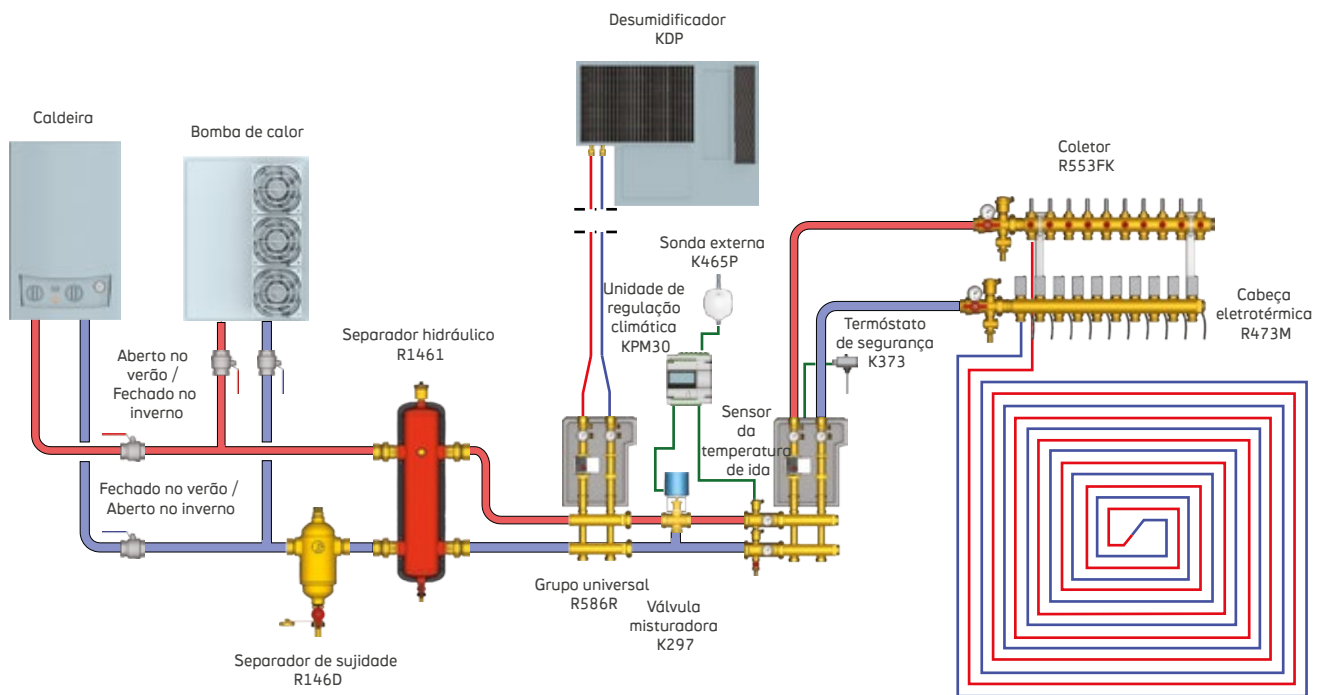 Desumidificador
KDP
Caldeira
Bomba de calor
Coletor
R553FK
Sonda externa
K465P
Unidade de
regulação
climática
KPM30
Cabeça
eletrotérmica
R473M
Separador hidráulico
R1461
Termóstato
de segurança
K373
Aberto no
verão /
Fechado no
inverno
Sensor
da
temperatura
de ida
Fechado no verão /
Aberto no inverno
Grupo universal
R586R
Válvula
misturadora
K297
Separador de sujidade
R146D